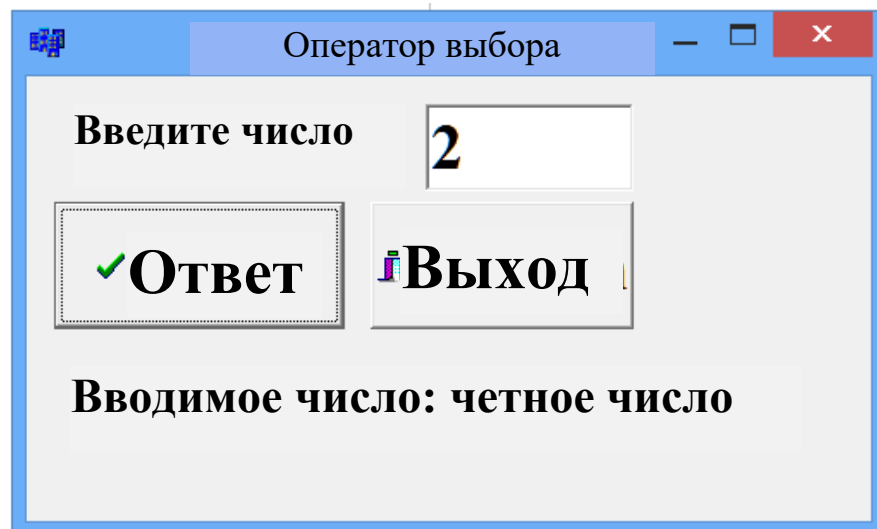 Оператор выбора
Введите число 2
Ответ Выход
Вводимое число: четное число